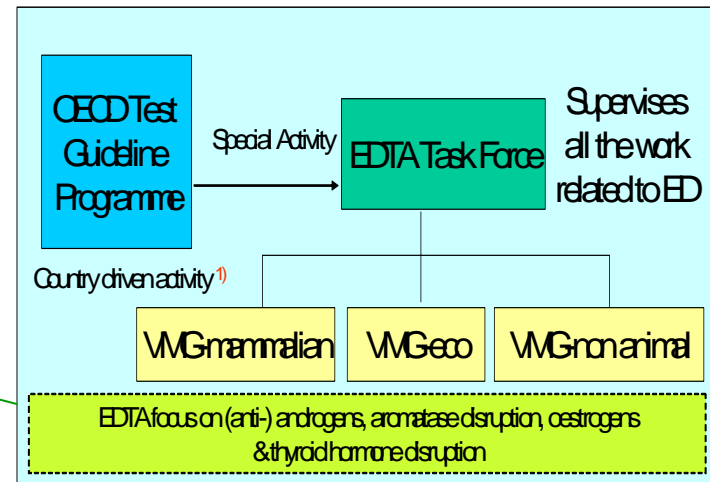 OECD Test
Guideline
Programme
Special Activity
EDTA Task Force
Supervises
all the work
related to ED
Country driven activity 1)
VMG-mammalian
VMG-eco
VMG-non animal
EDTA focus on (anti-) androgens, aromatase disruption, oestrogens
& thyroid hormone disruption